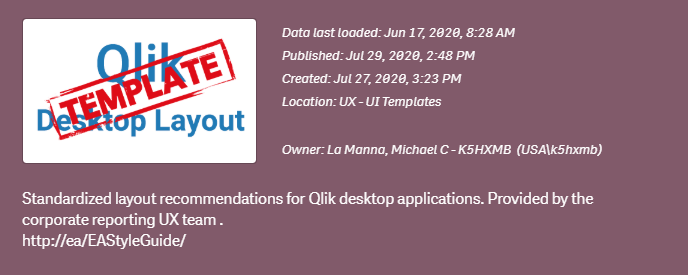 Qlik
TEMPLATE
Desktop Layout
Data last loaded: Jun 17, 2020, 8:28 AM
Published: Jul 29, 2020, 2:48 PM
Created: Jul 27, 2020, 3:23 PM
Location: UX - UI Templates
Owner: La Manna, Michael C - K5HXMB (USA\k5hxmb)
Standardized layout recommendations for Qlik desktop applications. Provided by the
corporate reporting UX team .
http://ea/EAStyleGuide/